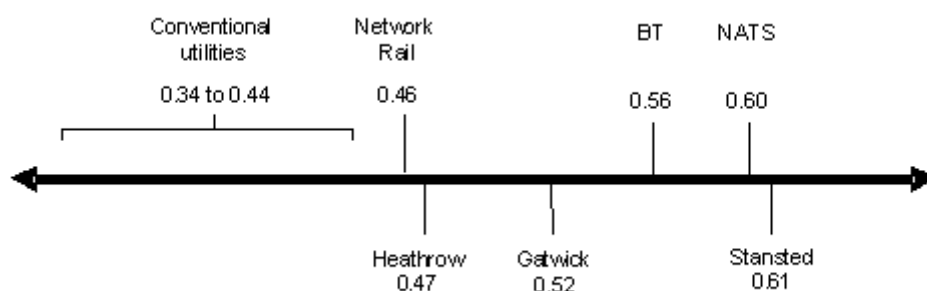 Conventional
utilities
0.34 to 0.44
Network
Rail
0.46
BT
0.56
NATS
0.60
Heathrow
0.47
Gatwick
0.52
Stansted
0.61